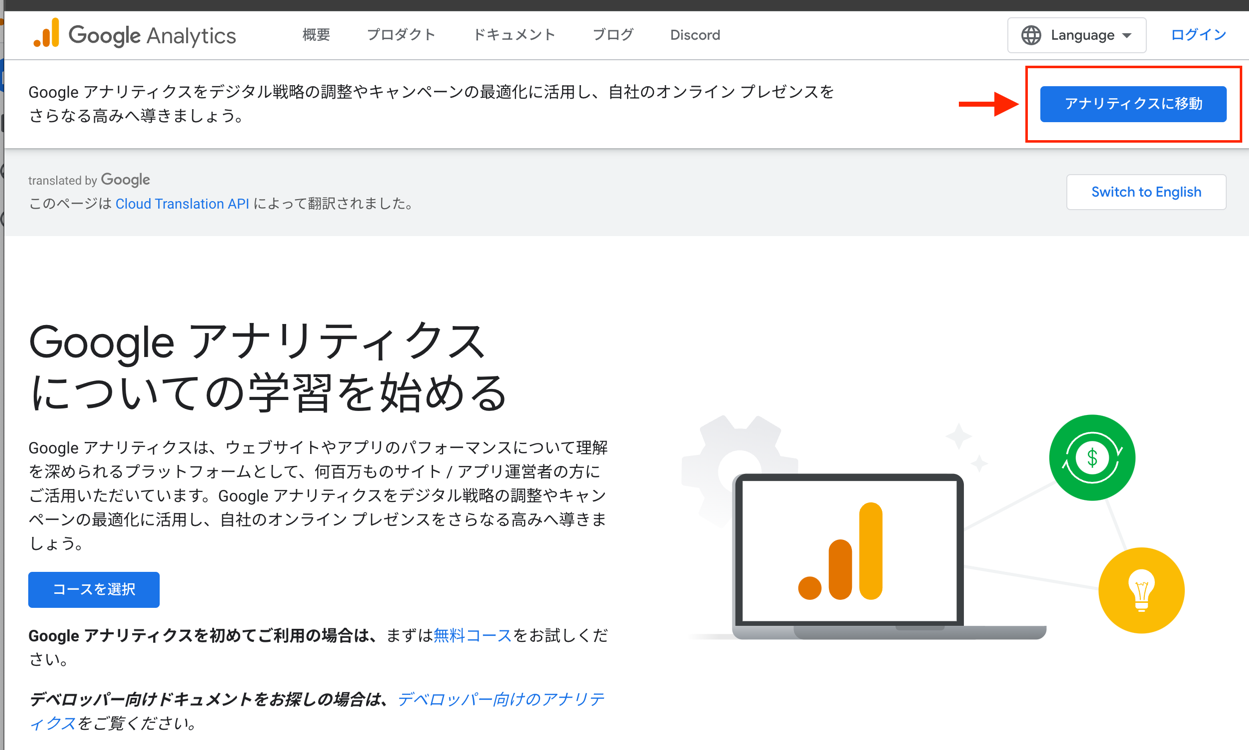 Google Analytics 概要 プロダクト ドキュメント ブログ Discord Language ログイン
Google アナリティクスをデジタル戦略の調整やキャンペーンの最適化に活用し、自社のオンライン プレゼンスを
さらなる高みへ導きましょう。
アナリティクスに移動
translated by Google
このページは Cloud Translation API によって翻訳されました。
Switch to English
Google アナリティクス
についての学習を始める
Google アナリティクスは、ウェブサイトやアプリのパフォーマンスについて理解
を深められるプラットフォームとして、何百万ものサイト / アプリ運営者の方に
ご活用いただいています。Google アナリティクスをデジタル戦略の調整やキャン
ペーンの最適化に活用し、自社のオンライン プレゼンスをさらなる高みへ導きま
しょう。
コースを選択
Google アナリティクスを初めてご利用の場合は、まずは無料コースをお試しくだ
さい。
デベロッパー向けドキュメントをお探しの場合は、デベロッパー向けのアナリテ
ィクスをご覧ください。
$